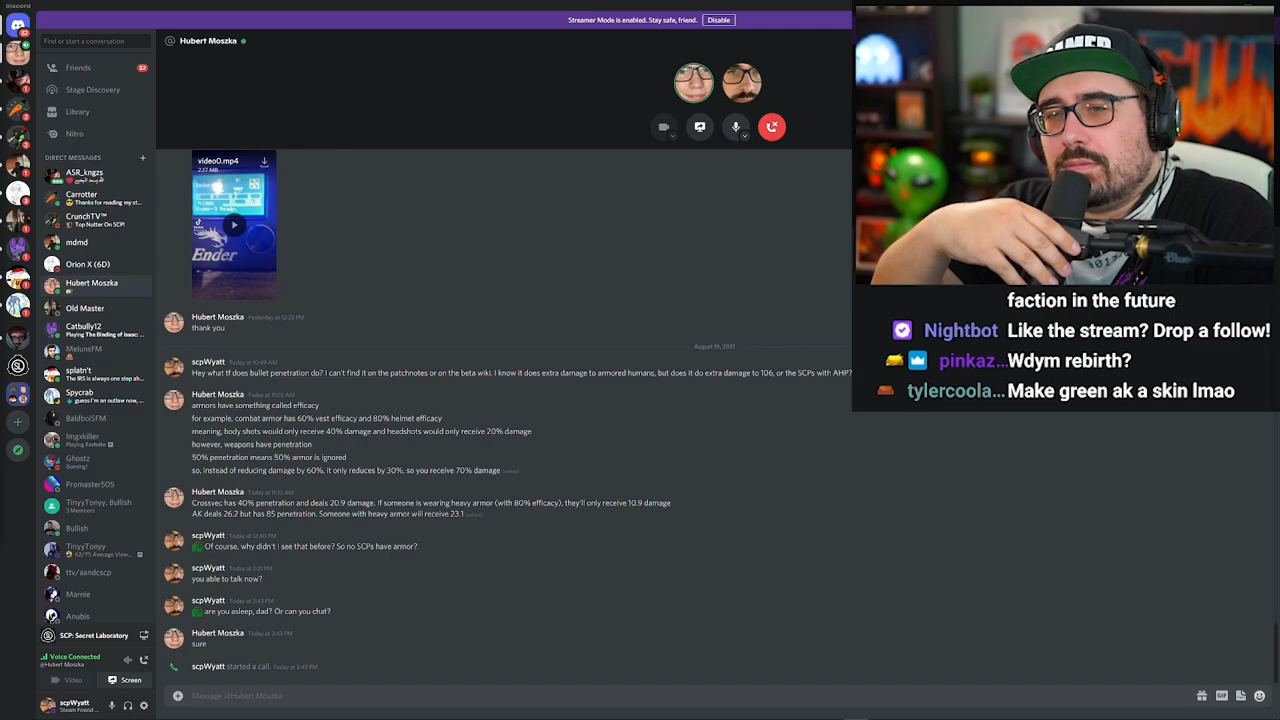 Discord
Streamer Mode is enabled. Stay safe, friend.
Disable
Find or start a conversation
Hubert Moszka
Friends
52
Stage Discovery
Library
Nitro
DIRECT MESSAGES
ASR_kngzs
Carrotter
Thanks for reading my st...
CrunchTV™
Top Nutter On SCP!
mdmd
Orion X (6D)
Hubert Moszka
Old Master
Catbully12
Playing The Binding of Isaac:
MelunsFM
splatn't
The IRS is always one step ah...
Spycrab
guess I'm an outlaw now,
BaldboiSFM
Imgxkiller
Playing Fortnite
Ghostz
Gaming!
Promaster505
TinyyTonyy, Bullish
3 Members
Bullish
TinyyTonyy
62/75 Average View...
ttv/aandcscp
Marnie
Anubis
SCP: Secret Laboratory
Voice Connected
@Hubert Moszka
Video
Screen
scpWyatt
Steam Friend ...
video0.mp4
2.17 MB
Ender
Hubert Moszka Yesterday at 12:23 PM
thank you
August 19, 2021
scpWyatt Today at 10:49 AM
Hey what tf does bullet penetration do? I can't find it on the patchnotes or on the beta wiki. I know it does extra damage to armored humans, but does it do extra damage to 106, or the SCPs with AHP?
Hubert Moszka Today at 11:02 AM
armors have something called efficacy
for example, combat armor has 60% vest efficacy and 80% helmet efficacy
meaning, body shots would only receive 40% damage and headshots would only receive 20% damage
however, weapons have penetration
50% penetration means 50% armor is ignored
so, instead of reducing damage by 60%, it only reduces by 30%, so you receive 70% damage (edited)
Hubert Moszka Today at 11:10 AM
Crossvec has 40% penetration and deals 20.9 damage. If someone is wearing heavy armor (with 80% efficacy), they'll only receive 10.9 damage
AK deals 26.2 but has 85 penetration. Someone with heavy armor will receive 23.1 (edited)
scpWyatt Today at 12:40 PM
Of course, why didn't I see that before? So no SCPs have armor?
scpWyatt Today at 2:21 PM
you able to talk now?
scpWyatt Today at 2:43 PM
are you asleep, dad? Or can you chat?
Hubert Moszka Today at 2:43 PM
sure
scpWyatt started a call. Today at 2:43 PM
Message @Hubert Moszka
GIF
GAMER
Blue
faction in the future
Nightbot Like the stream? Drop a follow!
pinkaz... Wdym rebirth?
tylercoola... Make green ak a skin lmao